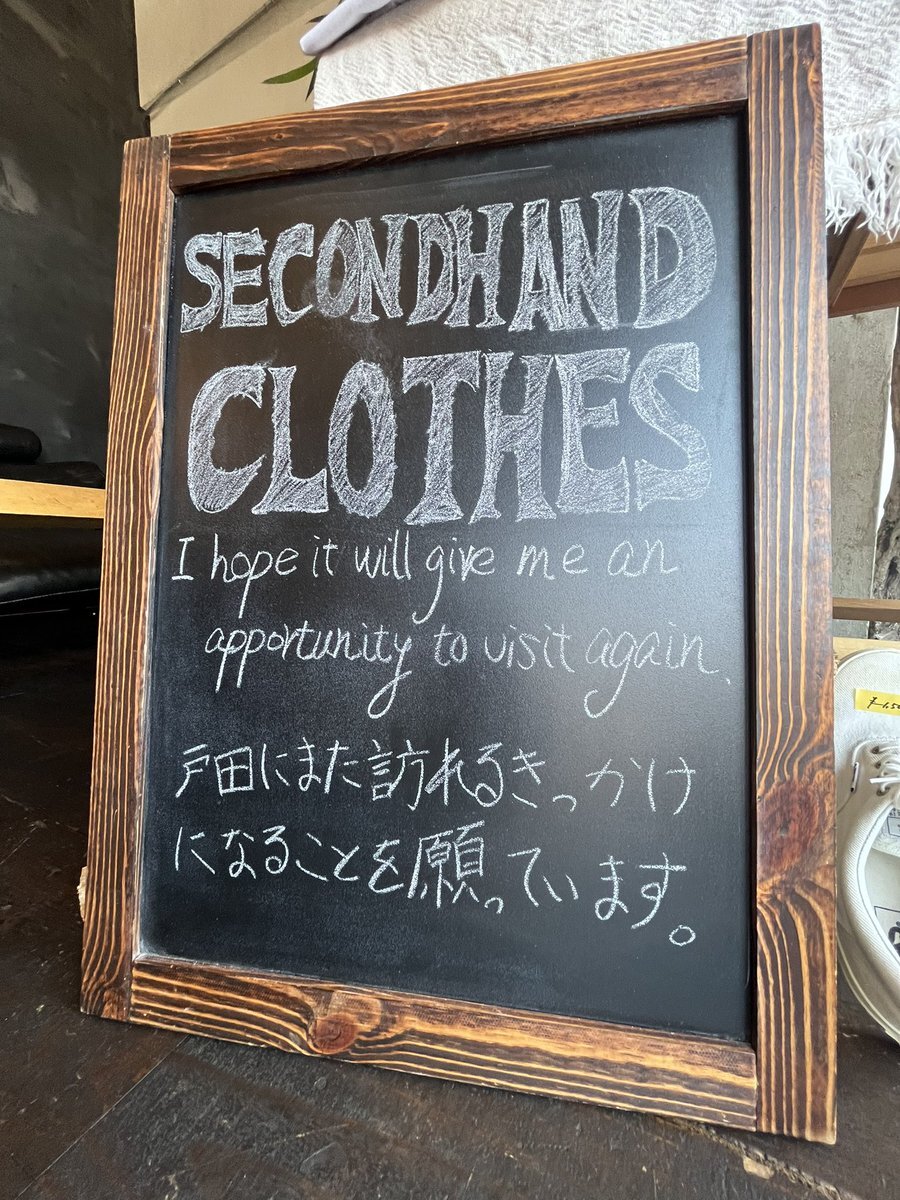 SECONDHAND
CLOTHES
I hope it will give me an
apportunity to visit again.
戸田にまた訪れるきっかけ
になることを願っています。